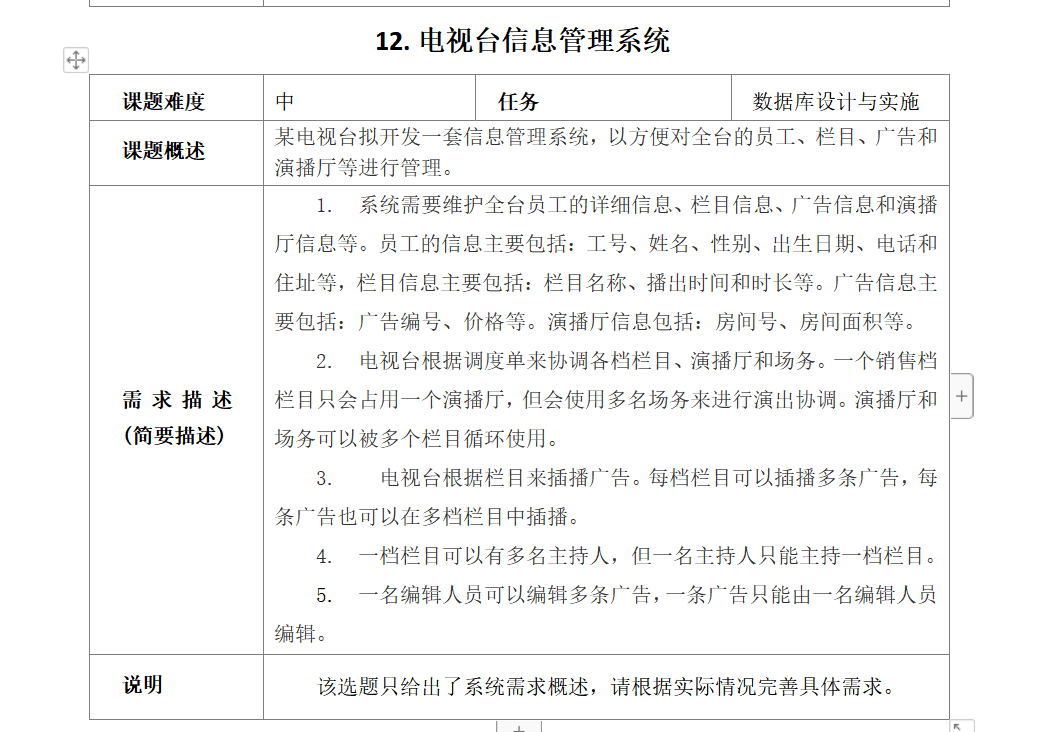 12. 电视台信息管理系统
课题难度 中 任务 数据库设计与实施
课题概述
某电视台拟开发一套信息管理系统，以方便对全台的员工、栏目、广告和
演播厅等进行管理。
需 求 描 述
(简要描述)
1. 系统需要维护全台员工的详细信息、栏目信息、广告信息和演播
厅信息等。员工的信息主要包括：工号、姓名、性别、出生日期、电话和
住址等，栏目信息主要包括：栏目名称、播出时间和时长等。广告信息主
要包括：广告编号、价格等。演播厅信息包括：房间号、房间面积等。
2. 电视台根据调度单来协调各档栏目、演播厅和场务。一个销售档
栏目只会占用一个演播厅，但会使用多名场务来进行演出协调。演播厅和
场务可以被多个栏目循环使用。
3. 电视台根据栏目来插播广告。每档栏目可以插播多条广告，每
条广告也可以在多档栏目中插播。
4. 一档栏目可以有多名主持人，但一名主持人只能主持一档栏目。
5. 一名编辑人员可以编辑多条广告，一条广告只能由一名编辑人员
编辑。
说明
该选题只给出了系统需求概述，请根据实际情况完善具体需求。